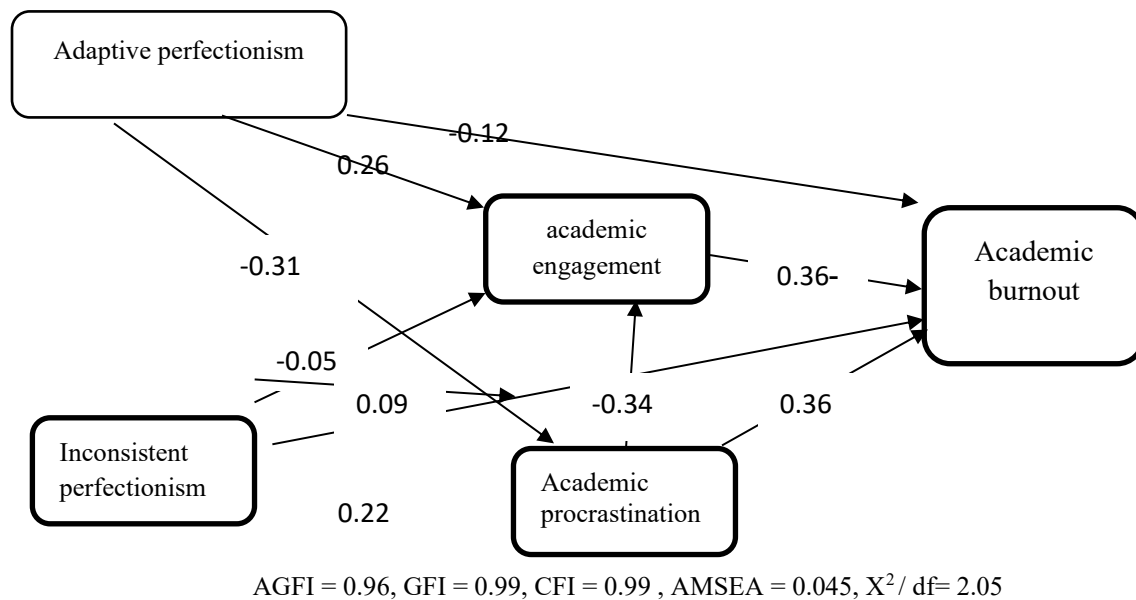 Adaptive perfectionism
-0.12
0.26
academic
engagement
Academic
burnout
-0.31
0.36-
-0.05
0.09
-0.34
0.36
Inconsistent
perfectionism
Academic
procrastination
0.22
AGFI = 0.96, GFI = 0.99, CFI = 0.99 , AMSEA = 0.045, X² / df= 2.05